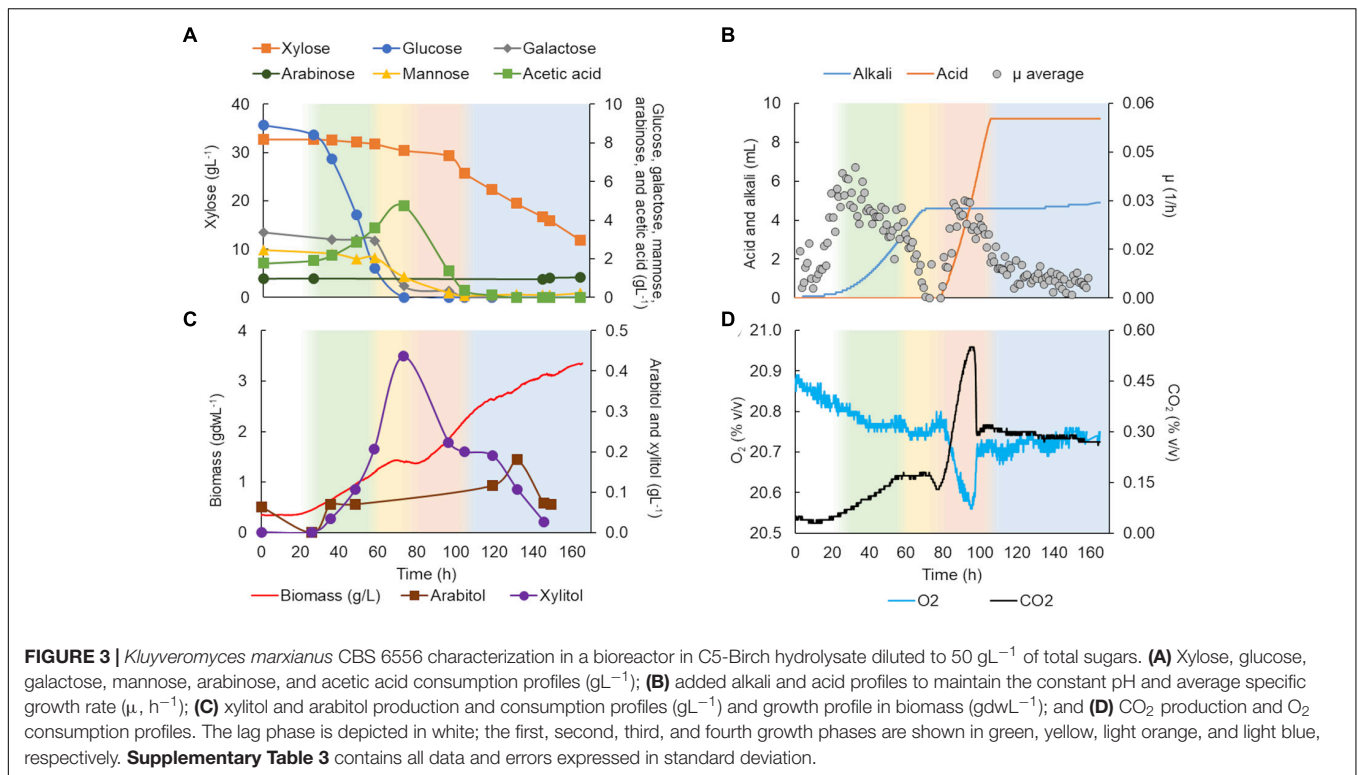 A
Xylose Glucose Galactose
Arabinose Mannose Acetic acid
40
30
20
10
0
Xylose (gL-1)
10
8
6
4
2
0
Glucose, galactose, mannose,
arabinose, and acetic acid (gL-1)
B
Alkali Acid μ average
10
8
6
4
2
0
Acid and alkali (mL)
0.06
0.05
0.03
0.02
0.00
μ (1/h)
C
4
3
2
1
0
Biomass (gdwL-1)
0.5
0.4
0.3
0.2
0.1
0.0
Arabitol and xylitol (gL-1)
0 20 40 60 80 100 120 140 160
Time (h)
Biomass (g/L) Arabitol Xylitol
D
21.0
20.9
20.8
20.7
20.6
20.5
O2 (% v/v)
0.60
0.45
0.30
0.15
0.00
CO2 (% v/v)
0 20 40 60 80 100 120 140 160
Time (h)
O2 CO2
FIGURE 3 | Kluyveromyces marxianus CBS 6556 characterization in a bioreactor in C5-Birch hydrolysate diluted to 50 gL−1 of total sugars. (A) Xylose, glucose,
galactose, mannose, arabinose, and acetic acid consumption profiles (gL−1); (B) added alkali and acid profiles to maintain the constant pH and average specific
growth rate (μ, h−1); (C) xylitol and arabitol production and consumption profiles (gL−1) and growth profile in biomass (gdwL−1); and (D) CO2 production and O2
consumption profiles. The lag phase is depicted in white; the first, second, third, and fourth growth phases are shown in green, yellow, light orange, and light blue,
respectively. Supplementary Table 3 contains all data and errors expressed in standard deviation.